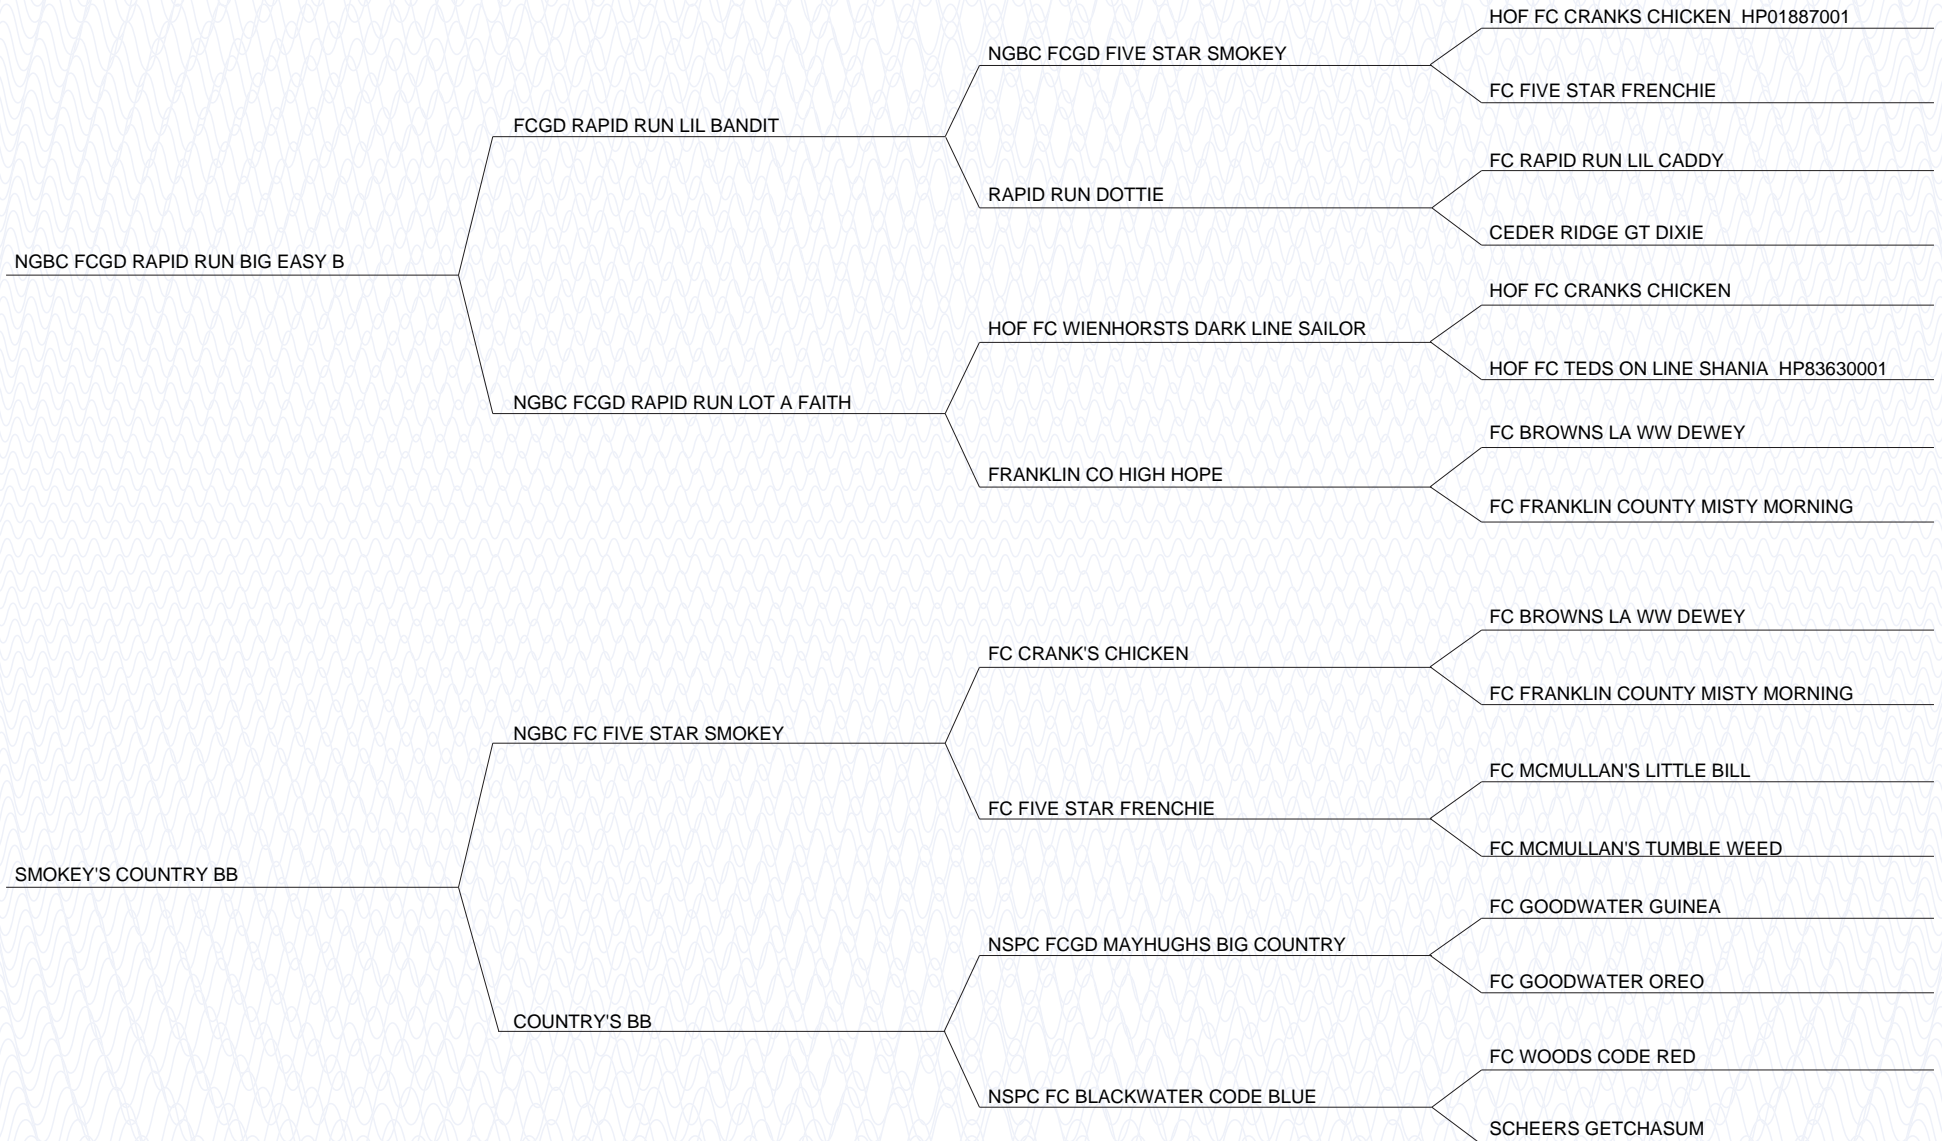 HOF FC CRANKS CHICKEN  HP01887001
NGBC FCGD FIVE STAR SMOKEY
FC FIVE STAR FRENCHIE
FCGD RAPID RUN LIL BANDIT
FC RAPID RUN LIL CADDY
RAPID RUN DOTTIE
CEDER RIDGE GT DIXIE
NGBC FCGD RAPID RUN BIG EASY B
HOF FC CRANKS CHICKEN
HOF FC WIENHORSTS DARK LINE SAILOR
HOF FC TEDS ON LINE SHANIA  HP83630001
NGBC FCGD RAPID RUN LOT A FAITH
FC BROWNS LA WW DEWEY
FRANKLIN CO HIGH HOPE
FC FRANKLIN COUNTY MISTY MORNING
FC BROWNS LA WW DEWEY
FC CRANK'S CHICKEN
FC FRANKLIN COUNTY MISTY MORNING
NGBC FC FIVE STAR SMOKEY
FC MCMULLAN'S LITTLE BILL
FC FIVE STAR FRENCHIE
FC MCMULLAN'S TUMBLE WEED
SMOKEY'S COUNTRY BB
FC GOODWATER GUINEA
NSPC FCGD MAYHUGHS BIG COUNTRY
FC GOODWATER OREO
COUNTRY'S BB
FC WOODS CODE RED
NSPC FC BLACKWATER CODE BLUE
SCHEERS GETCHASUM